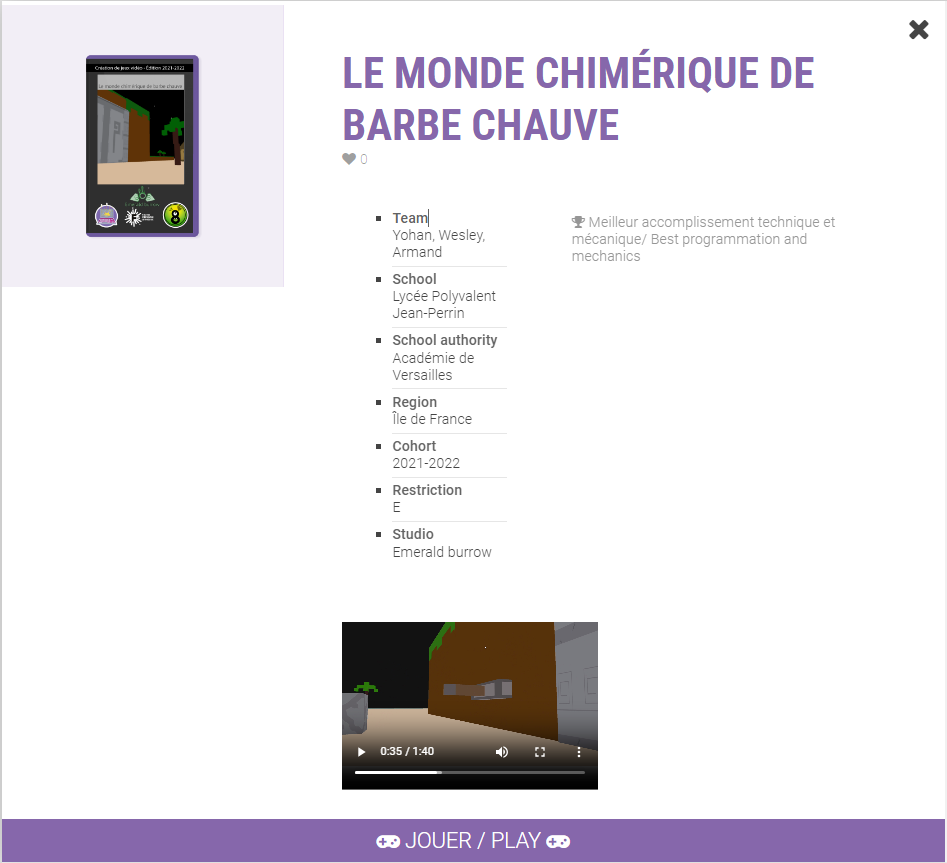 Création de jeux vidéo - Édition 2021-2022
Le monde chimérique de barbe chauve
LE MONDE CHIMÉRIQUE DE
BARBE CHAUVE
0
Team
Yohan, Wesley,
Armand
School
Lycée Polyvalent
Jean-Perrin
School authority
Académie de
Versailles
Region
Île de France
Cohort
2021-2022
Restriction
E
Studio
Emerald burrow
Meilleur accomplissement technique et
mécanique/ Best programmation and
mechanics
0:35 / 1:40
JOUER / PLAY